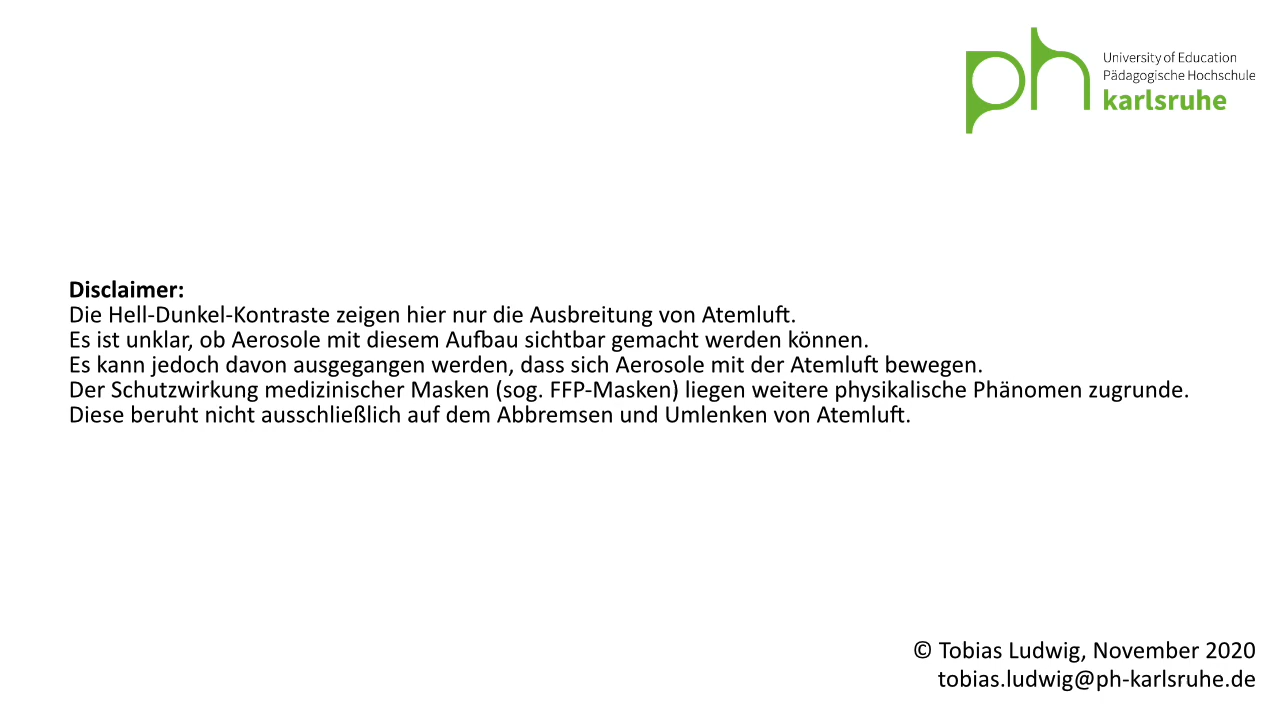 ph
University of Education
Pädagogische Hochschule
karlsruhe
Disclaimer:
Die Hell-Dunkel-Kontraste zeigen hier nur die Ausbreitung von Atemluft.
Es ist unklar, ob Aerosole mit diesem Aufbau sichtbar gemacht werden können.
Es kann jedoch davon ausgegangen werden, dass sich Aerosole mit der Atemluft bewegen.
Der Schutzwirkung medizinischer Masken (sog. FFP-Masken) liegen weitere physikalische Phänomen zugrunde.
Diese beruht nicht ausschließlich auf dem Abbremsen und Umlenken von Atemluft.
© Tobias Ludwig, November 2020
tobias.ludwig@ph-karlsruhe.de